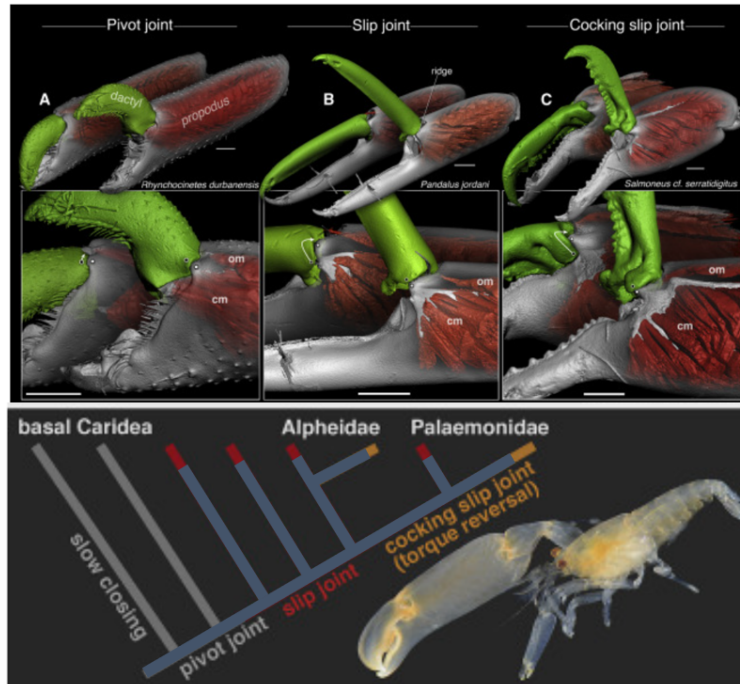 Pivot joint
Slip joint
Cocking slip joint
A
dactyl
propodus
Rhynchocinetes durbanensis
B
ridge
Pandalus jordani
C
Salmoneus cf. serratidigitus
om
cm
om
cm
om
cm
basal Caridea
Alpheidae
Palaemonidae
slow closing
pivot joint
slip joint
cocking slip joint
(torque reversal)